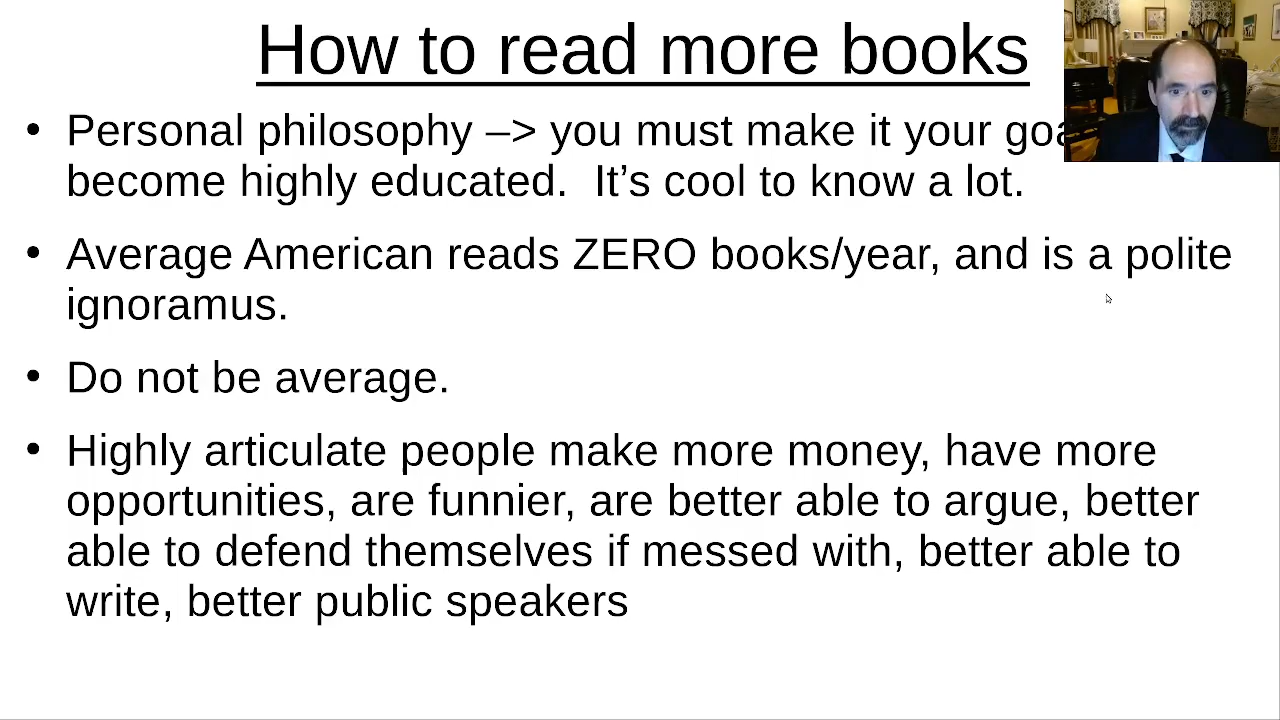 How to read more books
• Personal philosophy –> you must make it your
become highly educated.  It’s cool to know a lot.
• Average American reads ZERO books/year, and is a polite
ignoramus.
• Do not be average.
• Highly articulate people make more money, have more
opportunities, are funnier, are better able to argue, better
able to defend themselves if messed with, better able to
write, better public speakers